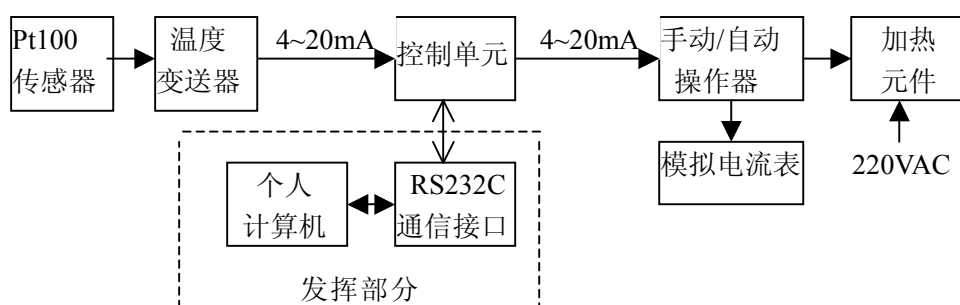 Pt100
传感器
温度
变送器
4~20mA
控制单元
4~20mA
手动/自动
操作器
加热
元件
模拟电流表
220VAC
个人
计算机
RS232C
通信接口
发挥部分